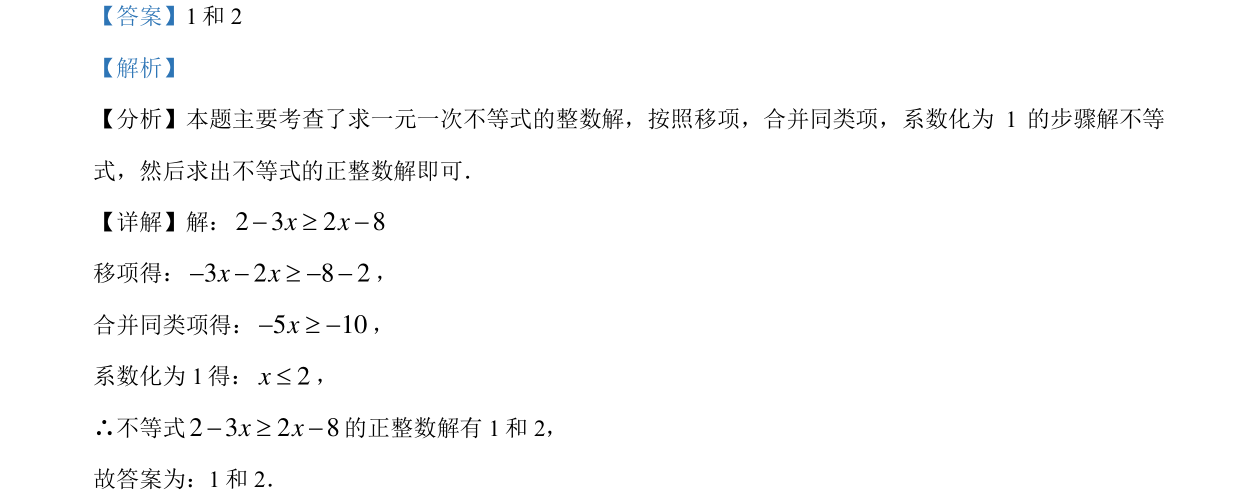 【答案】1 和 2
【解析】
【分析】本题主要考查了求一元一次不等式的整数解，按照移项，合并同类项，系数化为 1 的步骤解不等
式，然后求出不等式的正整数解即可．
【详解】解：2−3x≥2x−8
移项得：−3x−2x≥−8−2，
合并同类项得：−5x≥−10，
系数化为 1 得：x≤2，
∴不等式2−3x≥2x−8的正整数解有 1 和 2，
故答案为：1 和 2．